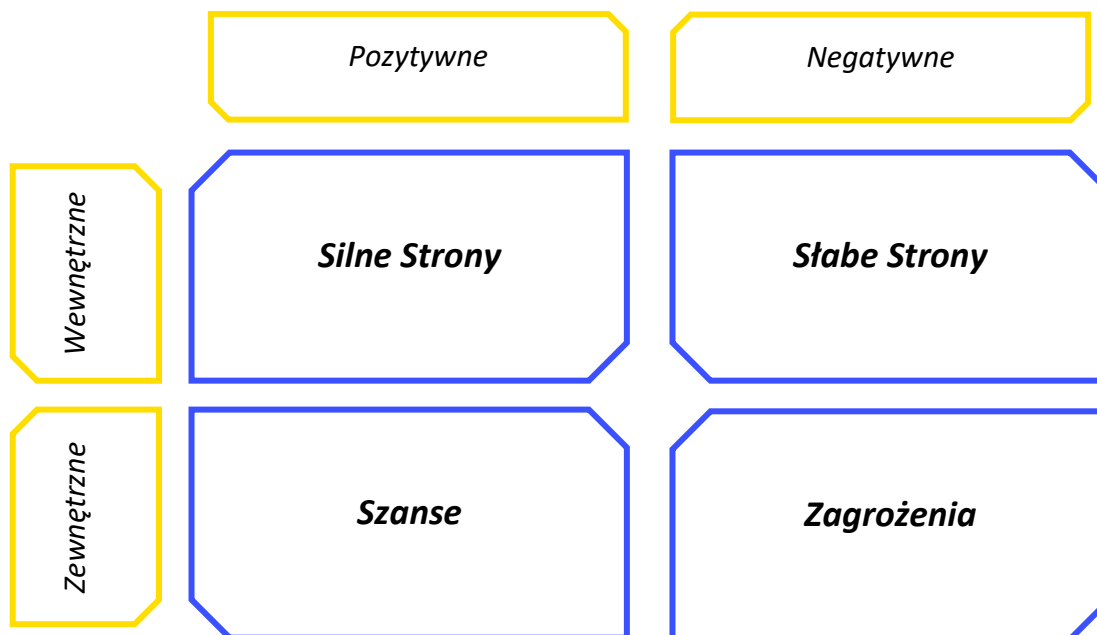 Pozytywne
Negatywne
Wewnętrzne
Silne Strony
Słabe Strony
Zewnętrzne
Szanse
Zagrożenia